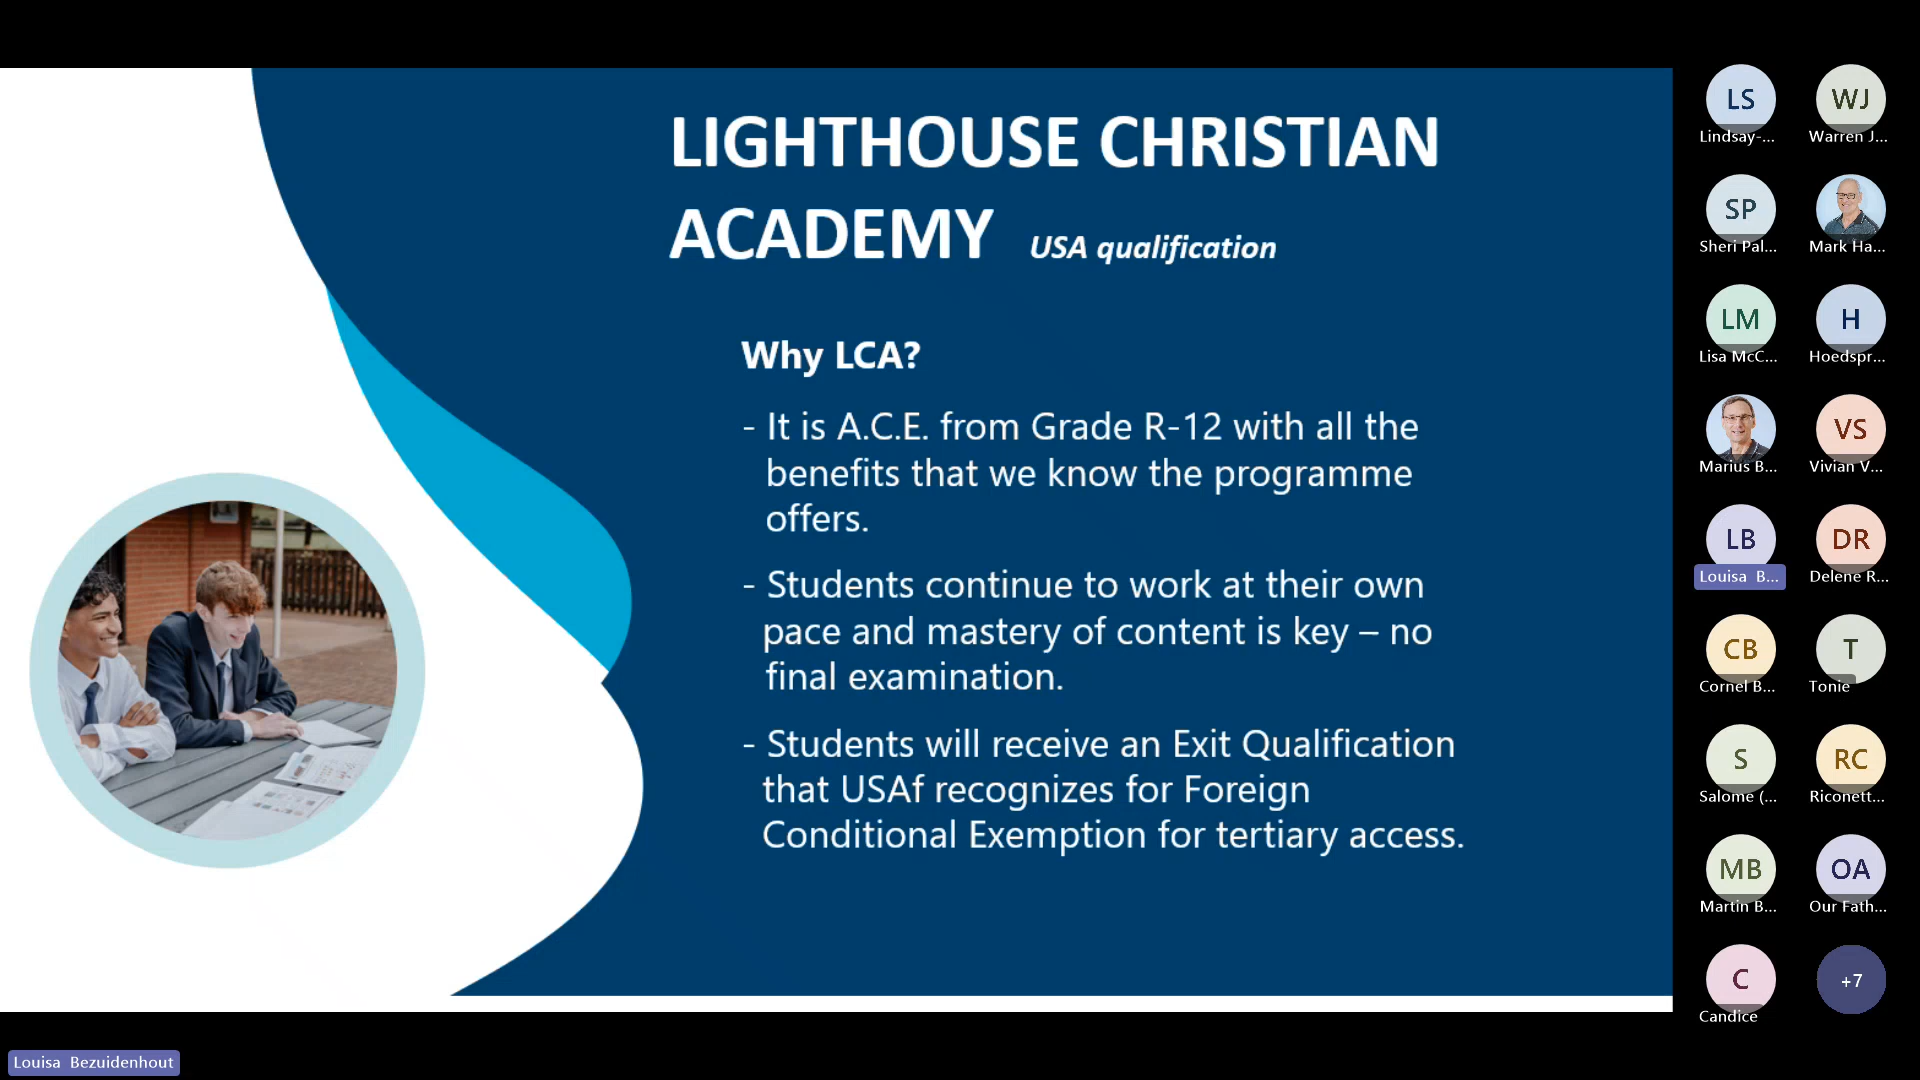 LIGHTHOUSE CHRISTIAN
ACADEMY USA qualification
Why LCA?
- It is A.C.E. from Grade R-12 with all the
benefits that we know the programme
offers.
- Students continue to work at their own
pace and mastery of content is key – no
final examination.
- Students will receive an Exit Qualification
that USAf recognizes for Foreign
Conditional Exemption for tertiary access.
LS WJ
Lindsay-... Warren J...
SP
Sheri Pal... Mark Ha...
LM H
Lisa McC... Hoedspr...
VS
Marius B... Vivian V...
LB DR
Louisa B... Delene R...
CB T
Cornel B... Tonie
S RC
Salome (... Riconett...
MB OA
Martin B... Our Fath...
C +7
Candice
Louisa Bezuidenhout